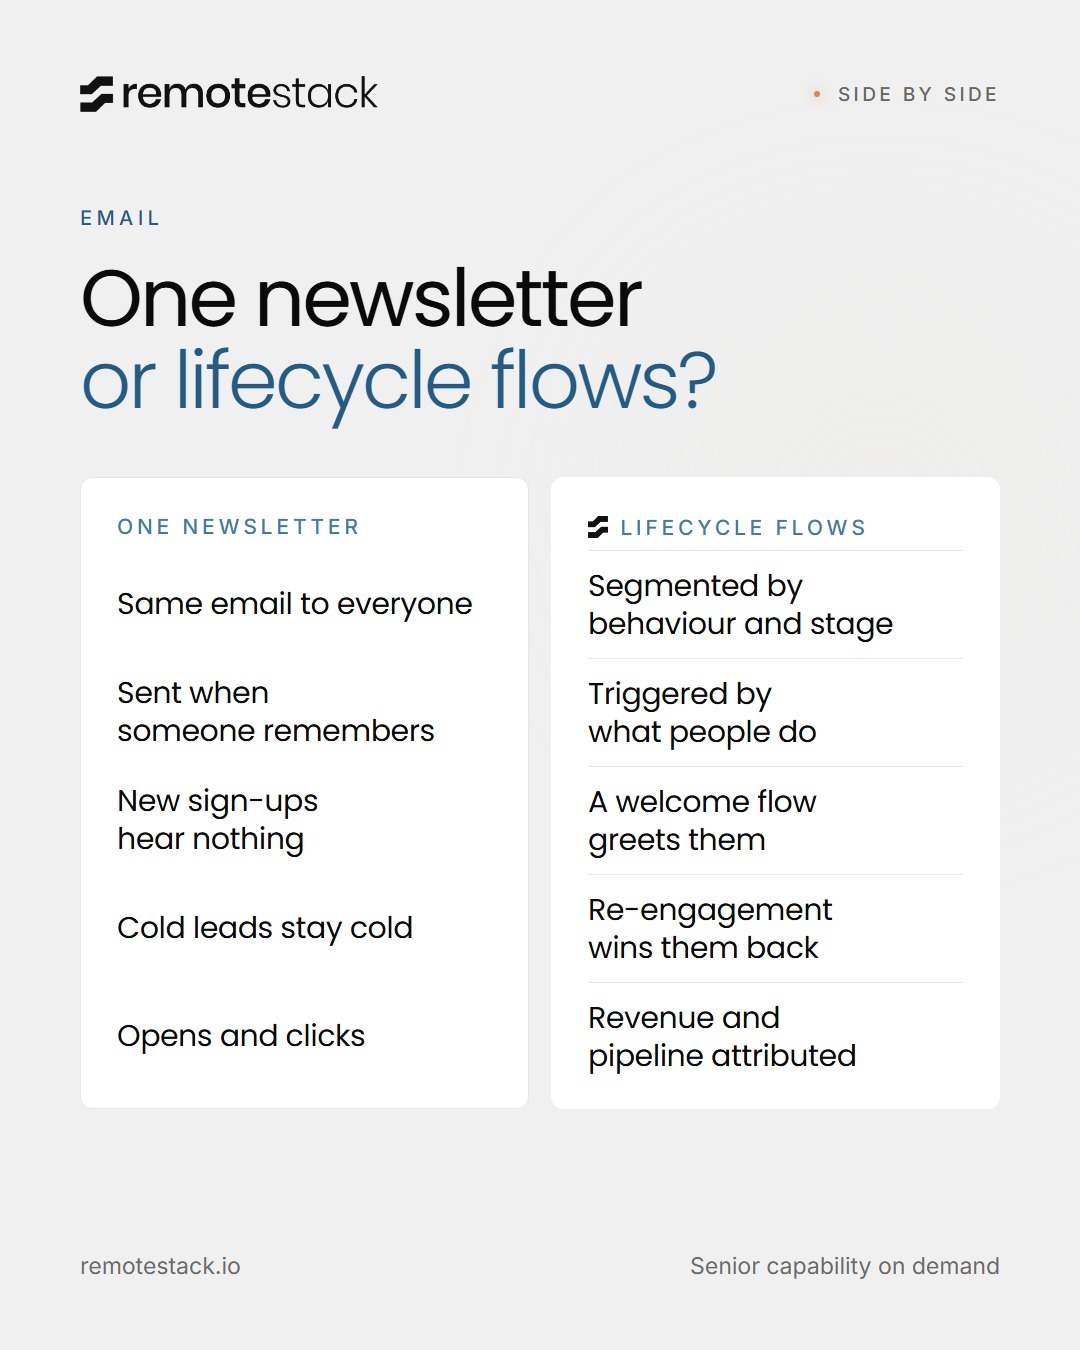 remotestack
SIDE BY SIDE
EMAIL
One newsletter
or lifecycle flows?
ONE NEWSLETTER
Same email to everyone
Sent when
someone remembers
New sign-ups
hear nothing
Cold leads stay cold
Opens and clicks
LIFECYCLE FLOWS
Segmented by
behaviour and stage
Triggered by
what people do
A welcome flow
greets them
Re-engagement
wins them back
Revenue and
pipeline attributed
remotestack.io
Senior capability on demand